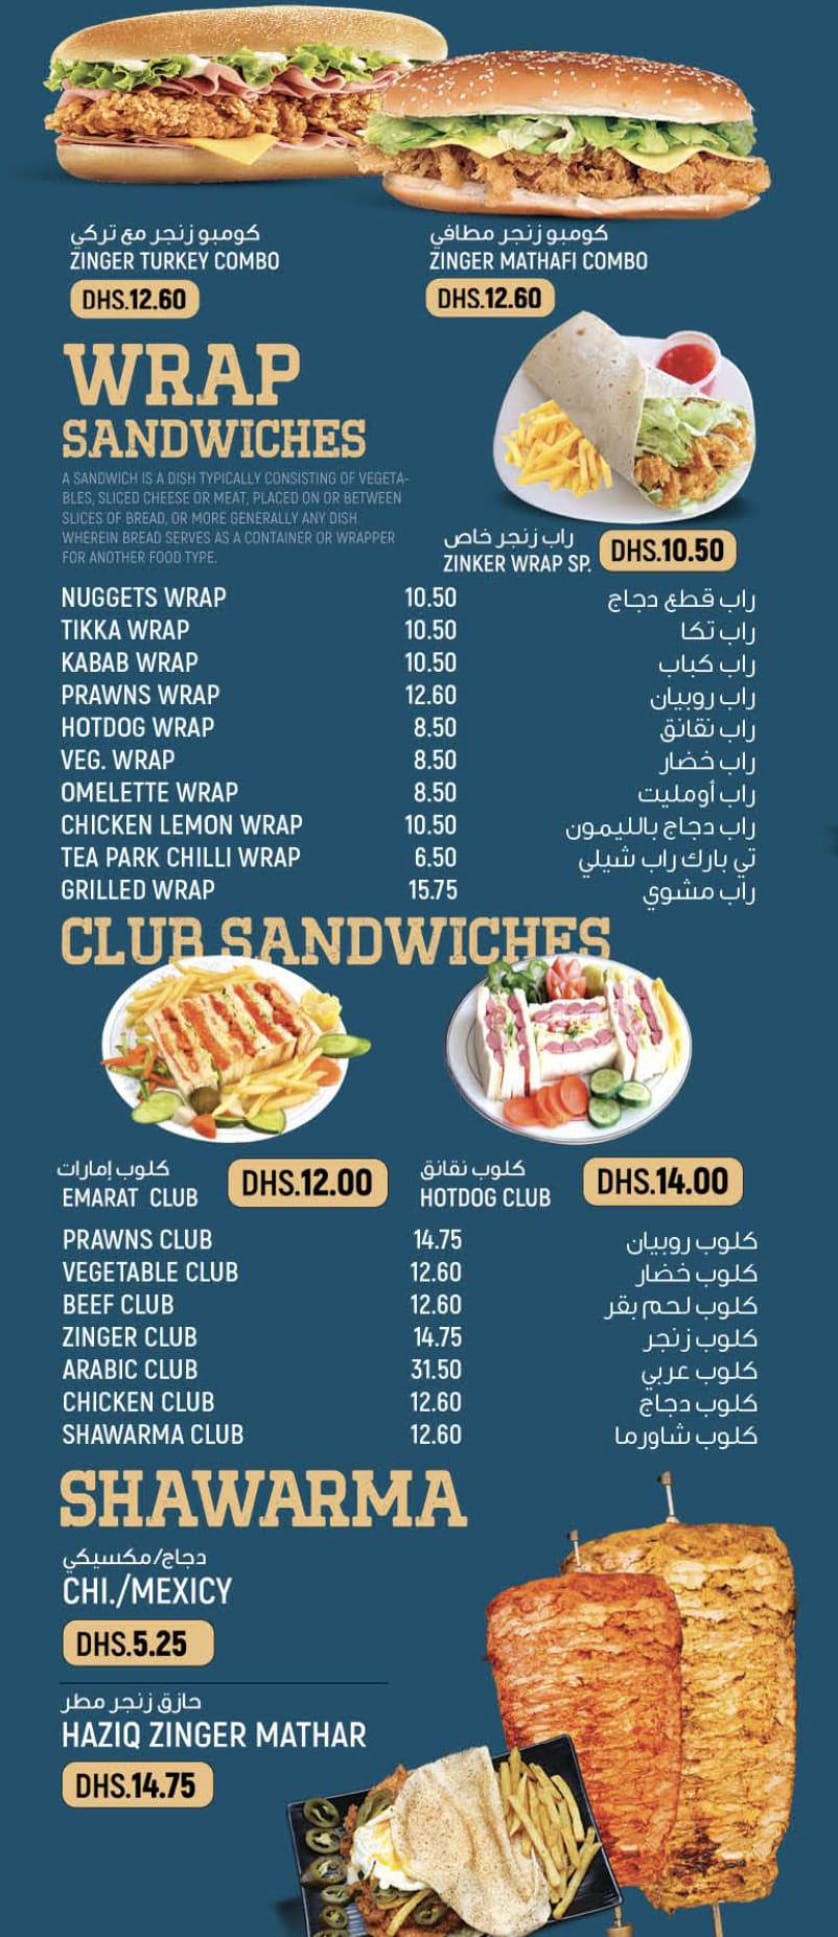 كومبو زنجر مع تركي
ZINGER TURKEY COMBO
DHS.12.60
كومبو زنجر مطافي
ZINGER MATHAFI COMBO
DHS.12.60
WRAP
SANDWICHES
A SANDWICH IS A DISH TYPICALLY CONSISTING OF VEGETA-
BLES, SLICED CHEESE OR MEAT, PLACED ON OR BETWEEN
SLICES OF BREAD, OR MORE GENERALLY ANY DISH
WHEREIN BREAD SERVES AS A CONTAINER OR WRAPPER
FOR ANOTHER FOOD TYPE.
راب زنجر خاص
ZINKER WRAP SP.
DHS.10.50
NUGGETS WRAP 10.50 راب قطع دجاج
TIKKA WRAP 10.50 راب تكا
KABAB WRAP 10.50 راب كباب
PRAWNS WRAP 12.60 راب روبيان
HOTDOG WRAP 8.50 راب نقانق
VEG. WRAP 8.50 راب خضار
OMELETTE WRAP 8.50 راب أومليت
CHICKEN LEMON WRAP 10.50 راب دجاج بالليمون
TEA PARK CHILLI WRAP 6.50 تي بارك راب شيلي
GRILLED WRAP 15.75 راب مشوي
CLUB SANDWICHES
كلوب إمارات
EMARAT CLUB
DHS.12.00
كلوب نقانق
HOTDOG CLUB
DHS.14.00
PRAWNS CLUB 14.75 كلوب روبيان
VEGETABLE CLUB 12.60 كلوب خضار
BEEF CLUB 12.60 كلوب لحم بقر
ZINGER CLUB 14.75 كلوب زنجر
ARABIC CLUB 31.50 كلوب عربي
CHICKEN CLUB 12.60 كلوب دجاج
SHAWARMA CLUB 12.60 كلوب شاورما
SHAWARMA
دجاج/مكسيكي
CHI./MEXICY
DHS.5.25
حازق زنجر مطر
HAZIQ ZINGER MATHAR
DHS.14.75